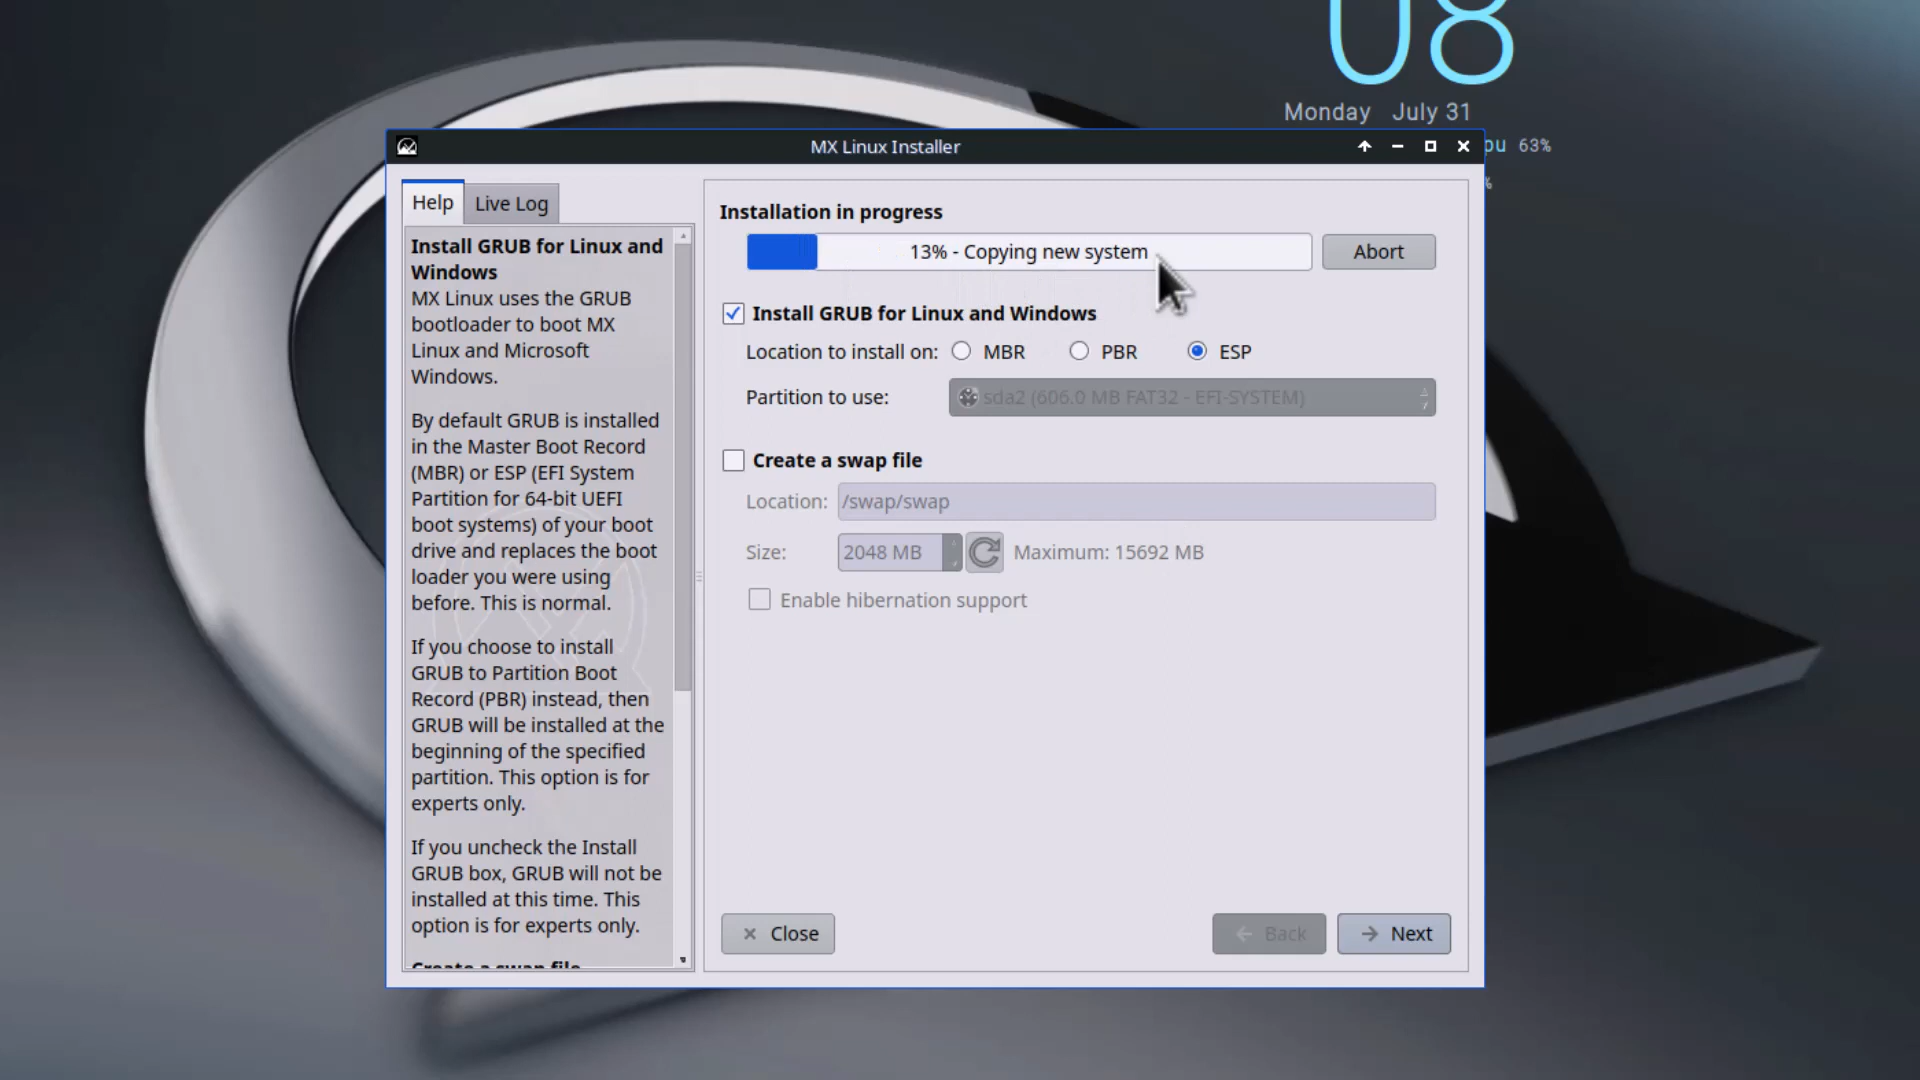 08
Monday July 31
pu 63%
%
MX Linux Installer
Help
Live Log
Install GRUB for Linux and
Windows
MX Linux uses the GRUB
bootloader to boot MX
Linux and Microsoft
Windows.
By default GRUB is installed
in the Master Boot Record
(MBR) or ESP (EFI System
Partition for 64-bit UEFI
boot systems) of your boot
drive and replaces the boot
loader you were using
before. This is normal.
If you choose to install
GRUB to Partition Boot
Record (PBR) instead, then
GRUB will be installed at the
beginning of the specified
partition. This option is for
experts only.
If you uncheck the Install
GRUB box, GRUB will not be
installed at this time. This
option is for experts only.
Create a swap file
Installation in progress
13% - Copying new system
Abort
Install GRUB for Linux and Windows
Location to install on: MBR PBR ESP
Partition to use: sda2 (606.0 MB FAT32 - EFI-SYSTEM)
Create a swap file
Location: /swap/swap
Size: 2048 MB Maximum: 15692 MB
Enable hibernation support
Close
Back
Next